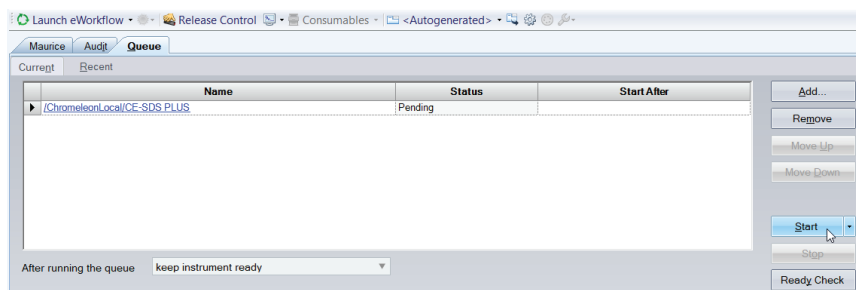 Launch eWorkflow Release Control Consumables <Autogenerated>
Maurice Audit Queue
Current Recent
Name Status Start After Add...
/ChromeleonLocal/CE-SDS PLUS Pending
Remove
Move Up
Move Down
Start
Stop
After running the queue keep instrument ready
Ready Check